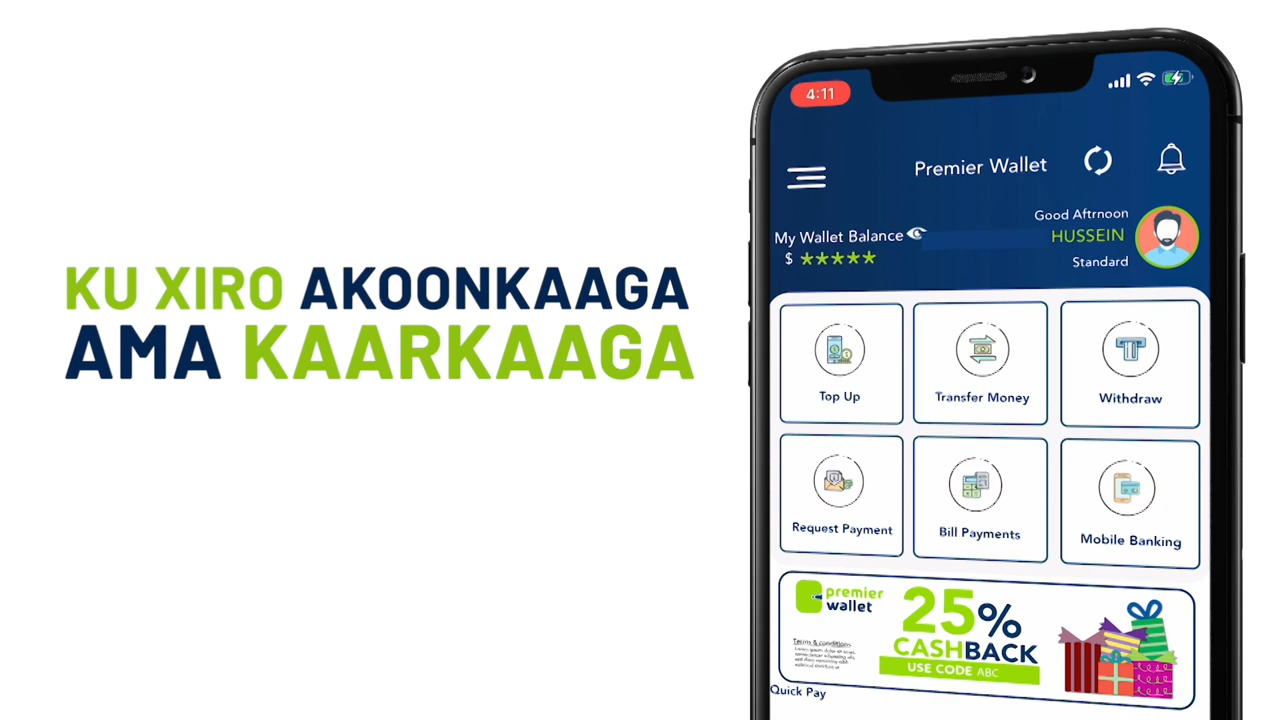 KU XIRO AKOONKAAGA
AMA KAARKAAGA
4:11
Premier Wallet
Good Aftrnoon
My Wallet Balance
HUSSEIN
$ ★★★★★
Standard
Top Up
Transfer Money
Withdraw
Request Payment
Bill Payments
Mobile Banking
premier
wallet
25%
CASHBACK
USE CODE ABC
Terms & conditions
Quick Pay